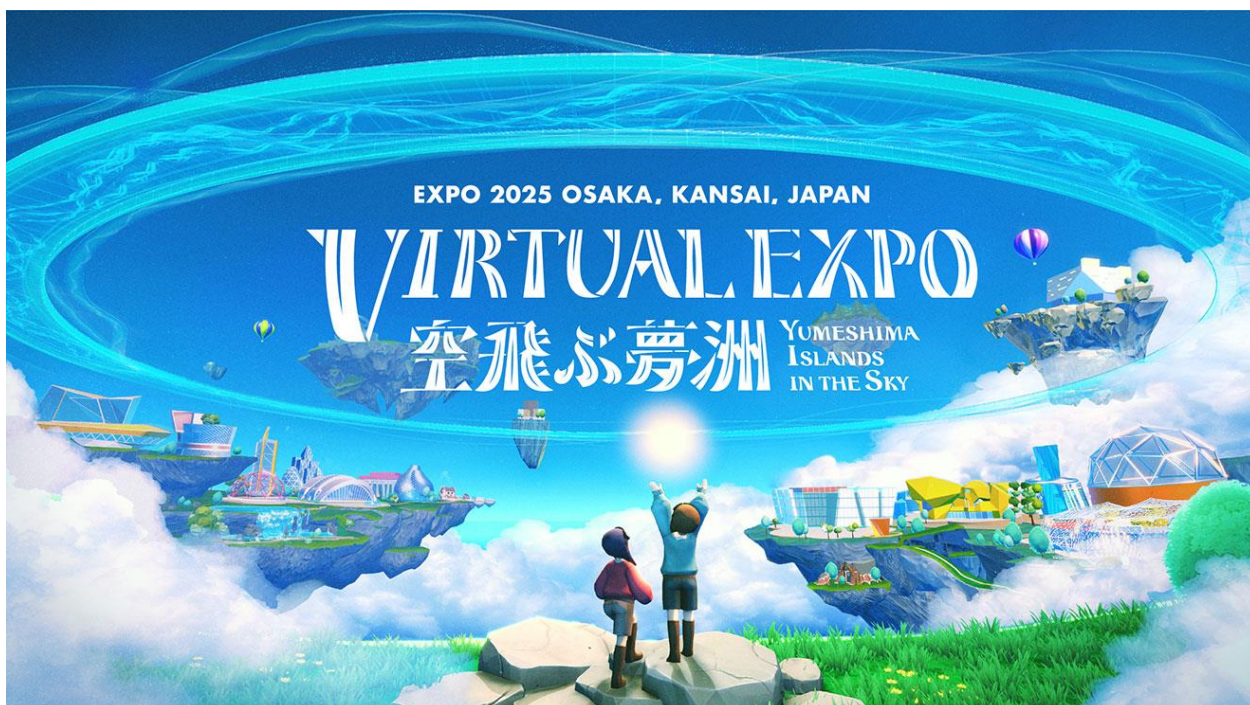 EXPO 2025 OSAKA, KANSAI, JAPAN
VIRTUAL EXPO
空飛ぶ夢洲
YUMESHIMA
ISLANDS
IN THE SKY